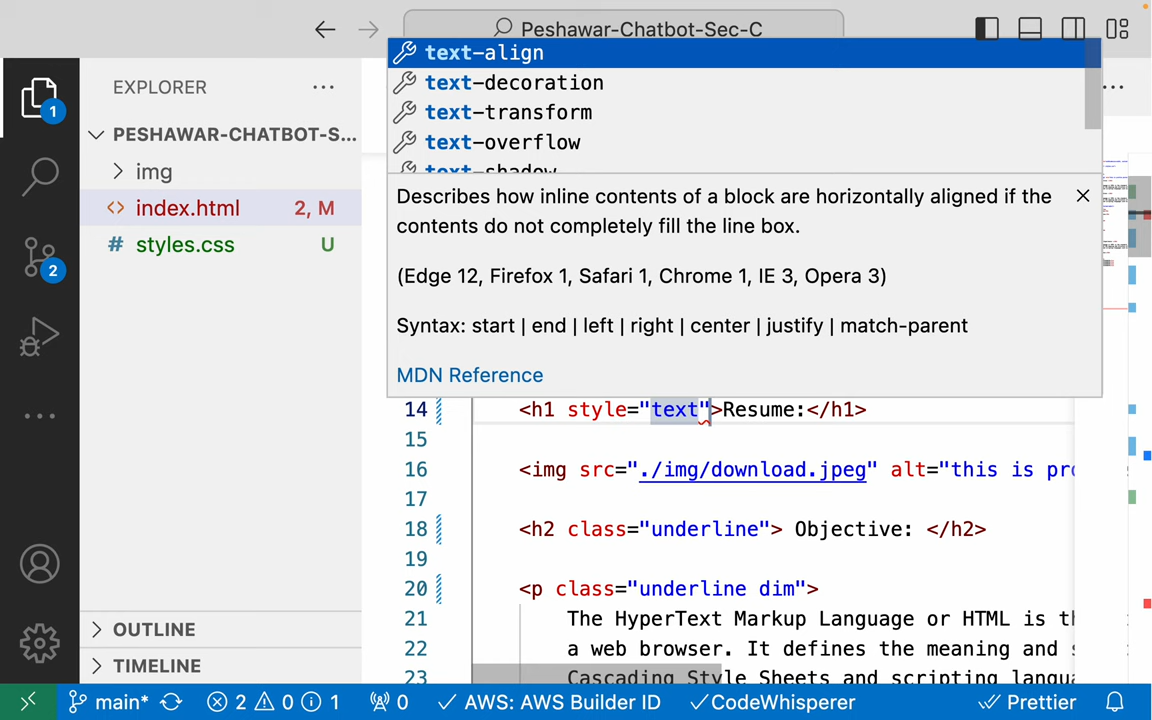 Peshawar-Chatbot-Sec-C
EXPLORER
PESHAWAR-CHATBOT-S...
img
index.html 2, M
styles.css U
OUTLINE
TIMELINE
text-align
text-decoration
text-transform
text-overflow
text-shadow
Describes how inline contents of a block are horizontally aligned if the
contents do not completely fill the line box.
(Edge 12, Firefox 1, Safari 1, Chrome 1, IE 3, Opera 3)
Syntax: start | end | left | right | center | justify | match-parent
MDN Reference
14 <h1 style="text">Resume:</h1>
15
16 <img src="./img/download.jpeg" alt="this is pro
17
18 <h2 class="underline"> Objective: </h2>
19
20 <p class="underline dim">
21 The HyperText Markup Language or HTML is th
22 a web browser. It defines the meaning and s
23 Cascading Style Sheets and scripting langua
1
2
main* 2 0 1 0 AWS: AWS Builder ID CodeWhisperer Prettier